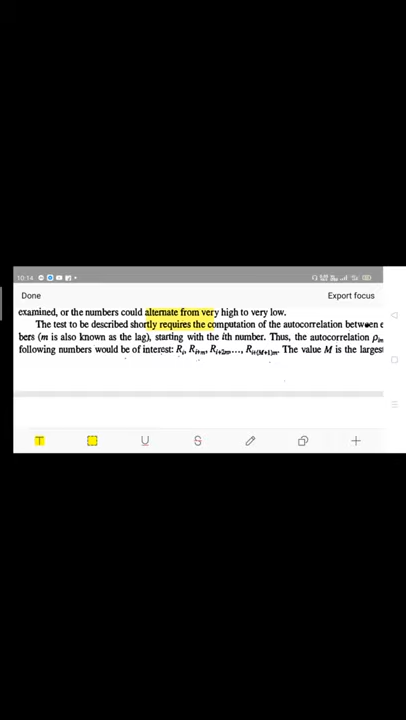 10:14
Done Export focus
examined, or the numbers could alternate from very high to very low.
The test to be described shortly requires the computation of the autocorrelation between e
bers (m is also known as the lag), starting with the ith number. Thus, the autocorrelation ρim
following numbers would be of interest: Ri, Ri+m, Ri+2m,..., Ri+(M+1)m. The value M is the largest
T U S